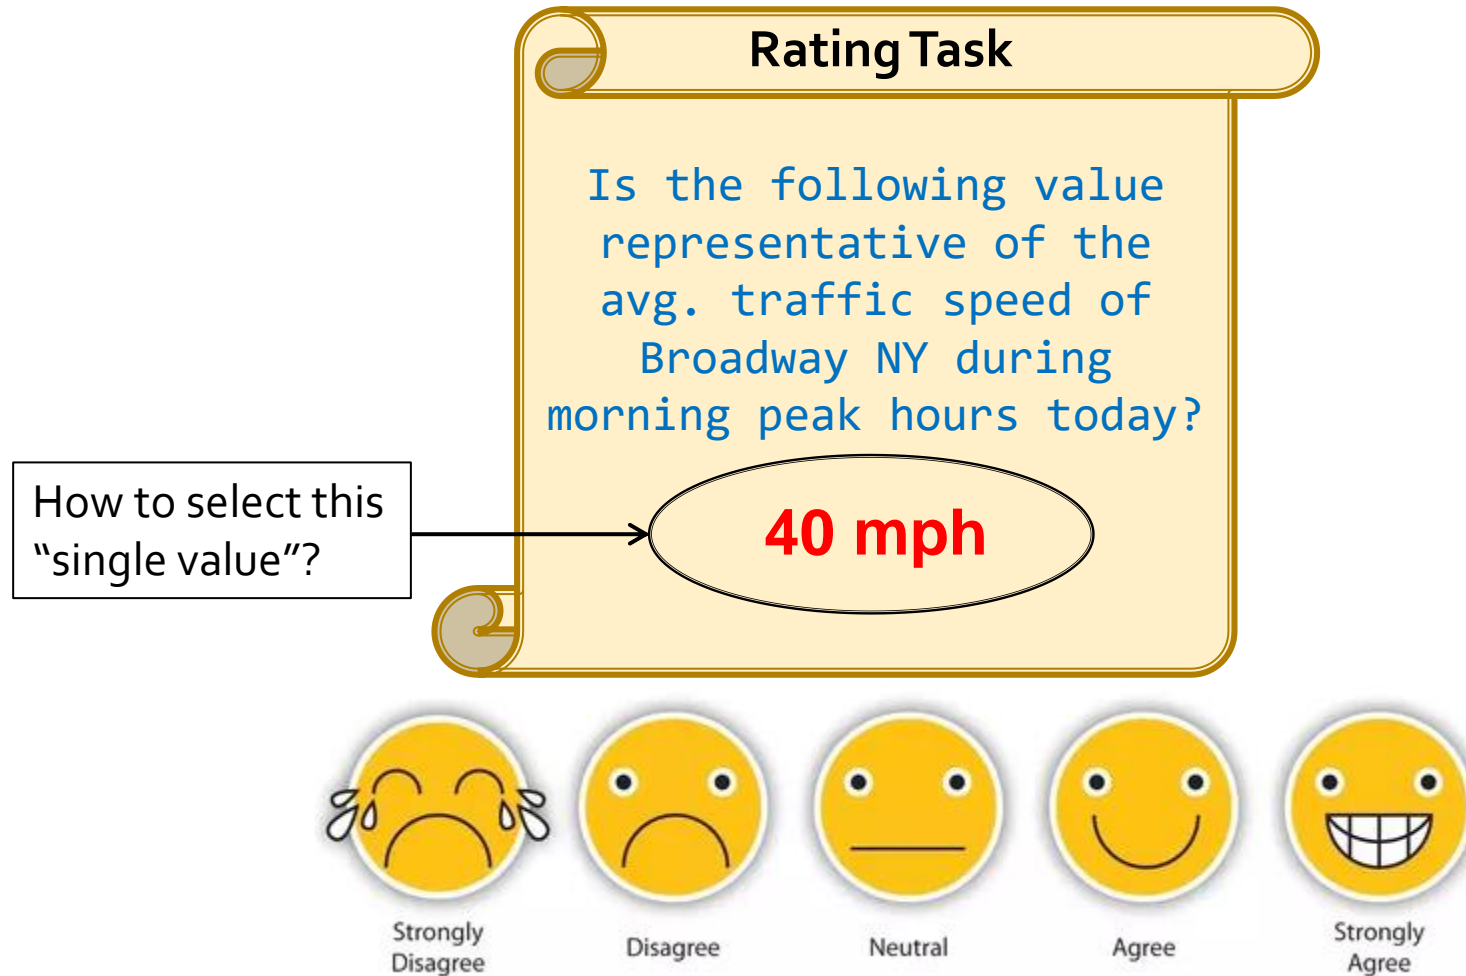 Rating Task
Is the following value
representative of the
avg. traffic speed of
Broadway NY during
morning peak hours today?
How to select this
“single value”?
40 mph
Strongly
Disagree
Disagree
Neutral
Agree
Strongly
Agree